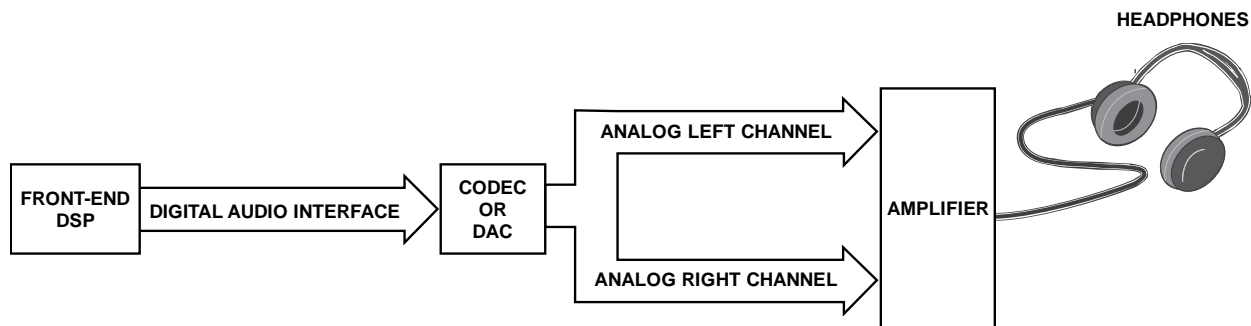 HEADPHONES
ANALOG LEFT CHANNEL
FRONT-END
DSP
DIGITAL AUDIO INTERFACE
CODEC
OR
DAC
AMPLIFIER
ANALOG RIGHT CHANNEL